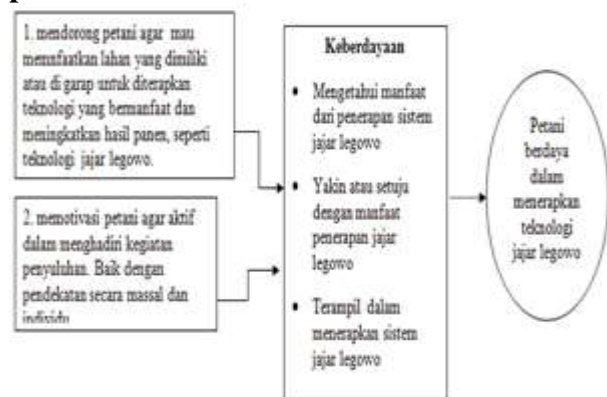 1. mendorong petani agar mau
memnfaatkan lahan yang dimiliki
atau di garap untuk diterapkan
teknologi yang bermanfaat dan
meningkatkan hasil panen, seperti
teknologi jajar legowo.
2. memotivasi petani agar aktif
dalam menghadiri kegiatan
penyuluhan. Baik dengan
pendekatan secara massal dan
individu
Keberdayaan
• Mengetahui manfaat
dari penerapan sistem
jajar legowo
• Yakin atau setuju
dengan manfaat
penerapan jajar
legowo
• Terampil dalam
menerapkan sistem
jajar legowo
Petani
berdaya
dalam
menerapkan
teknologi
jajar legowo